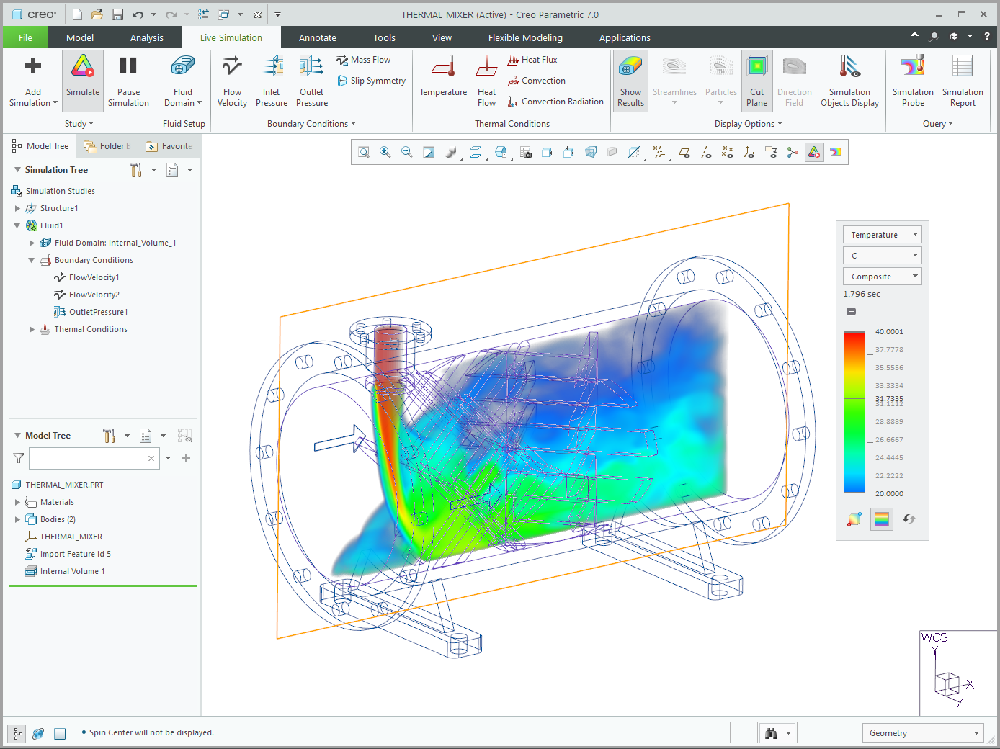 creo
THERMAL_MIXER (Active) - Creo Parametric 7.0
File
Model
Analysis
Live Simulation
Annotate
Tools
View
Flexible Modeling
Applications
Add
Simulation
Simulate
Pause
Simulation
Study
Fluid
Domain
Fluid Setup
Flow
Velocity
Inlet
Pressure
Outlet
Pressure
Mass Flow
Slip Symmetry
Boundary Conditions
Temperature
Heat
Flow
Heat Flux
Convection
Convection Radiation
Thermal Conditions
Show
Results
Streamlines
Particles
Cut
Plane
Direction
Field
Simulation
Objects Display
Display Options
Simulation
Probe
Simulation
Report
Query
Model Tree
Folder
Favorite
Simulation Tree
Simulation Studies
Structure1
Fluid1
Fluid Domain: Internal_Volume_1
Boundary Conditions
FlowVelocity1
FlowVelocity2
OutletPressure1
Thermal Conditions
Model Tree
THERMAL_MIXER.PRT
Materials
Bodies (2)
THERMAL_MIXER
Import Feature id 5
Internal Volume 1
Temperature
C
Composite
1.796 sec
40.0001
37.7778
35.5556
33.3334
31.7335
31.1112
28.8889
26.6667
24.4445
22.2222
20.0000
WCS
Y
X
Z
• Spin Center will not be displayed.
Geometry